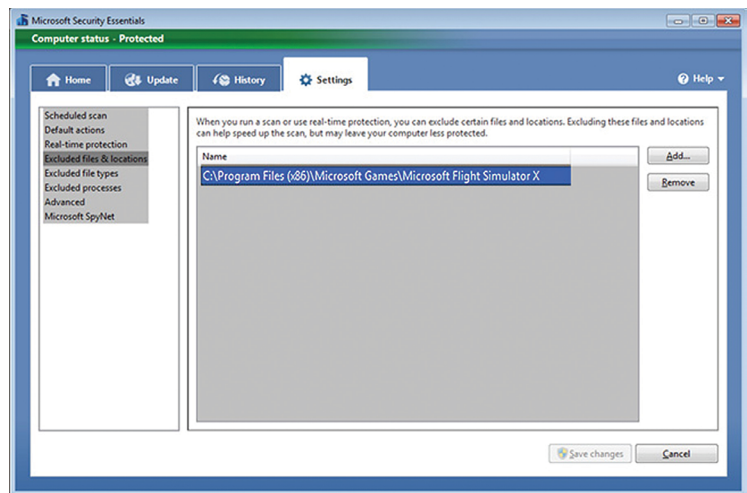 Microsoft Security Essentials
Computer status - Protected
Home
Update
History
Settings
Help
Scheduled scan
Default actions
Real-time protection
Excluded files & locations
Excluded file types
Excluded processes
Advanced
Microsoft SpyNet
When you run a scan or use real-time protection, you can exclude certain files and locations. Excluding these files and locations
can help speed up the scan, but may leave your computer less protected.
Name
C:\Program Files (x86)\Microsoft Games\Microsoft Flight Simulator X
Add...
Remove
Save changes
Cancel